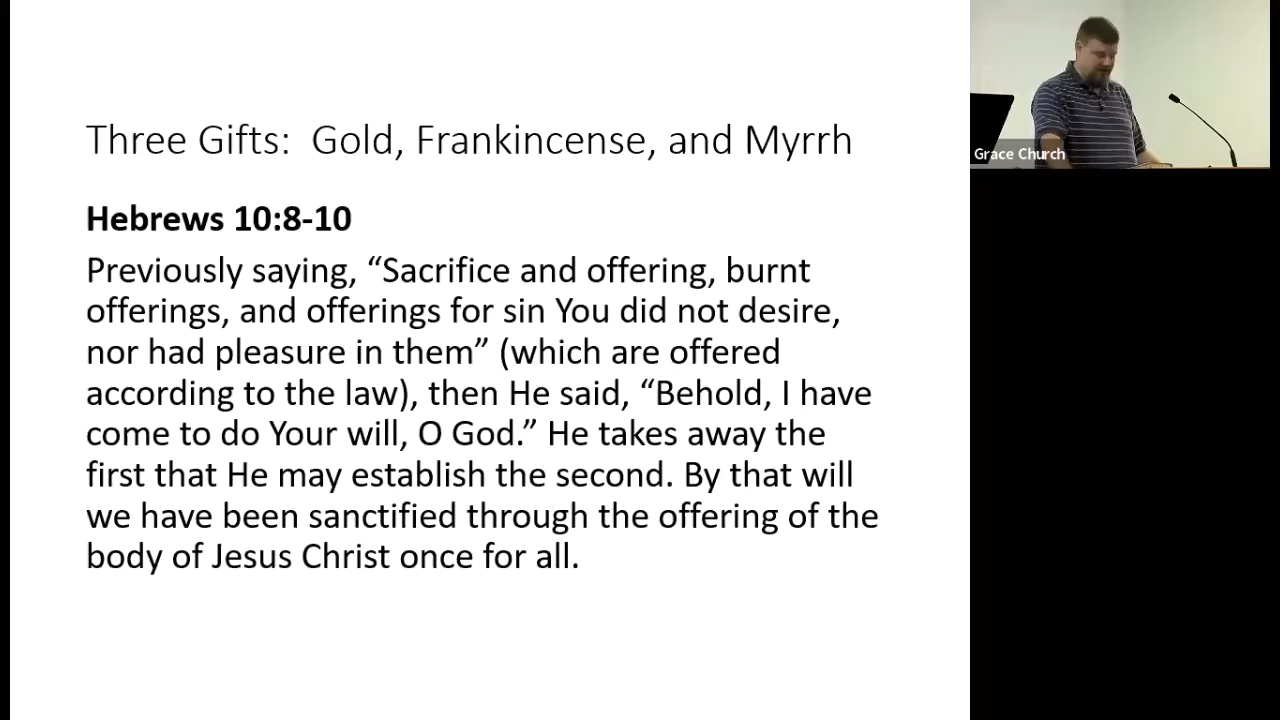 Three Gifts:  Gold, Frankincense, and Myrrh
Hebrews 10:8-10
Previously saying, “Sacrifice and offering, burnt
offerings, and offerings for sin You did not desire,
nor had pleasure in them” (which are offered
according to the law), then He said, “Behold, I have
come to do Your will, O God.” He takes away the
first that He may establish the second. By that will
we have been sanctified through the offering of the
body of Jesus Christ once for all.
Grace Church